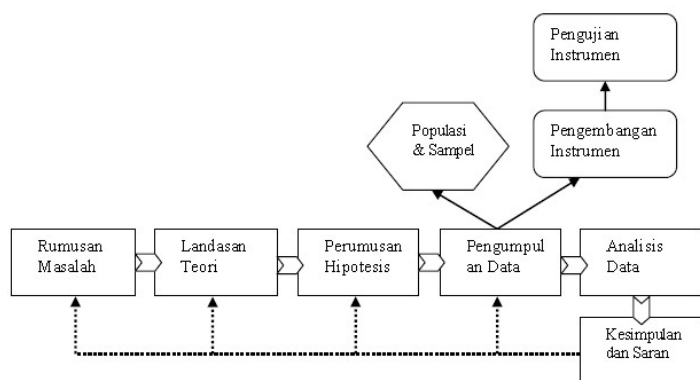 Pengujian
Instrumen
Populasi
& Sampel
Pengembangan
Instrumen
Rumusan
Masalah
Landasan
Teori
Perumusan
Hipotesis
Pengumpul
an Data
Analisis
Data
Kesimpulan
dan Saran